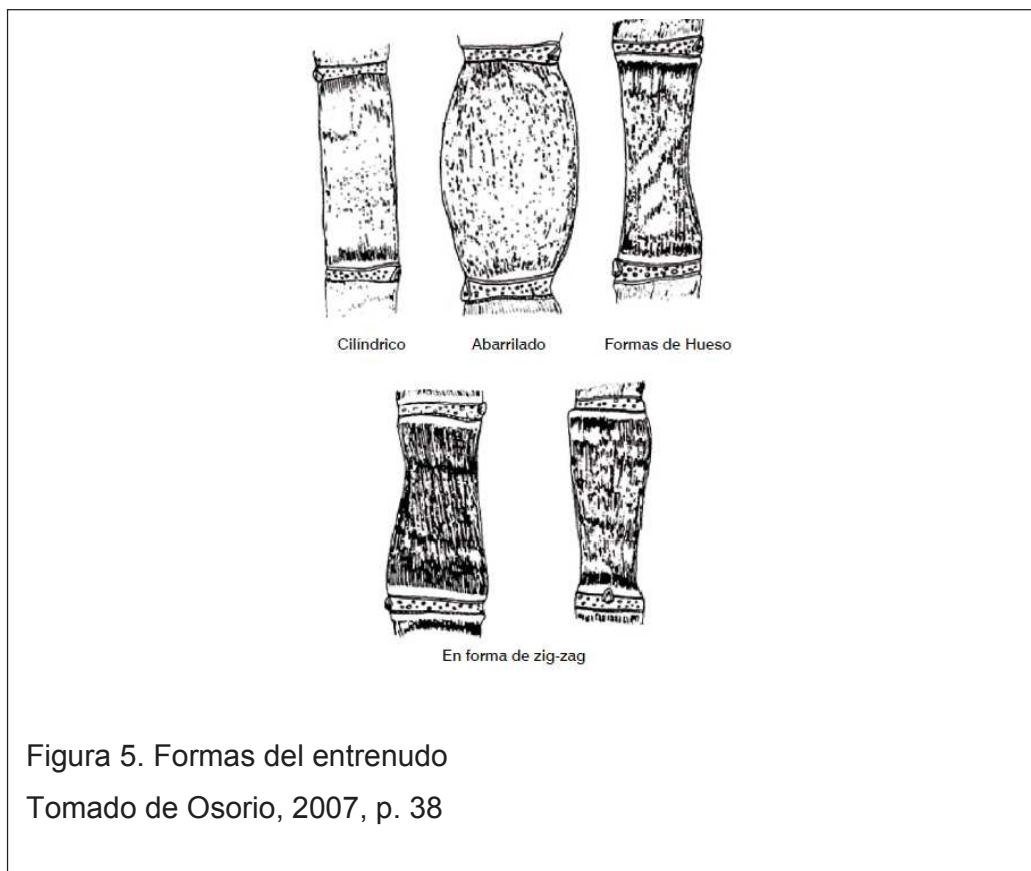 Cilíndrico Abarrilado Formas de Hueso
En forma de zig-zag
Figura 5. Formas del entrenudo
Tomado de Osorio, 2007, p. 38